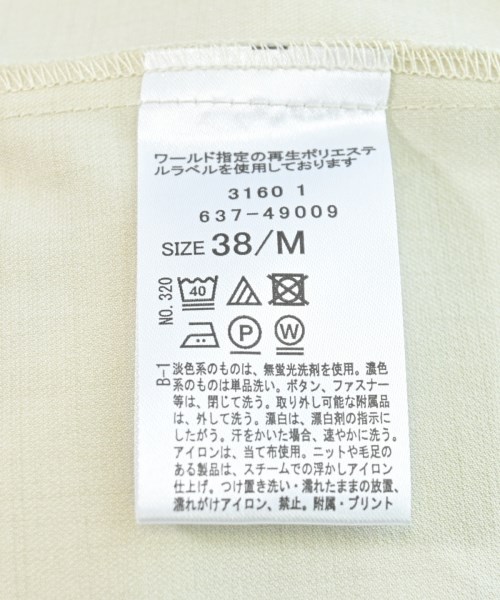 ワールド指定の再生ポリエステ
ルラベルを使用しております
3160 1
637-49009
SIZE 38/M
NO. 320
40
P W
B-1
淡色系のものは、無蛍光洗剤を使用。濃色
系のものは単品洗い。ボタン、ファスナー
等は、閉じて洗う。取り外し可能な附属品
は、外して洗う。漂白は、漂白剤の指示に
したがう。汗をかいた場合、速やかに洗う。
アイロンは、当て布使用。ニットや毛足の
ある製品は、スチームでの浮かしアイロン
仕上げ。つけ置き洗い・濡れたままの放置、
濡れがけアイロン、禁止。附属・プリント